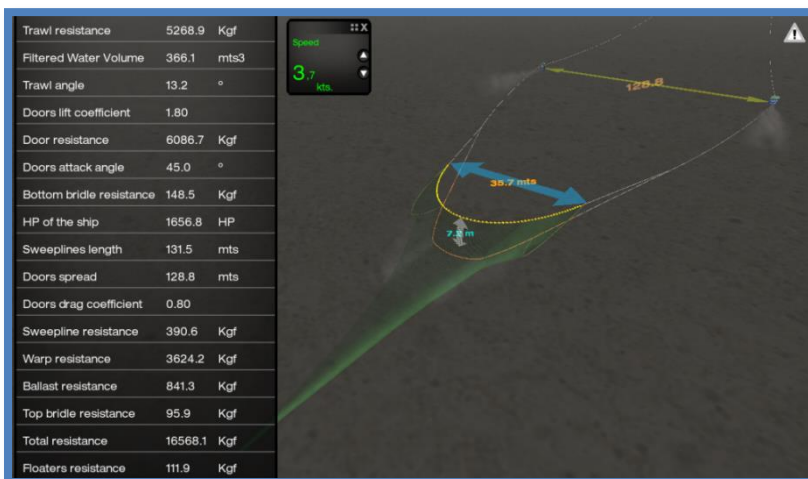 Trawl resistance 5268.9 Kgf
Filtered Water Volume 366.1 mts3
Trawl angle 13.2 °
Doors lift coefficient 1.80
Door resistance 6086.7 Kgf
Doors attack angle 45.0 °
Bottom bridle resistance 148.5 Kgf
HP of the ship 1656.8 HP
Sweeplines length 131.5 mts
Doors spread 128.8 mts
Doors drag coefficient 0.80
Sweepline resistance 390.6 Kgf
Warp resistance 3624.2 Kgf
Ballast resistance 841.3 Kgf
Top bridle resistance 95.9 Kgf
Total resistance 16568.1 Kgf
Floaters resistance 111.9 Kgf
X
Speed
3.7
kts.
128.8
35.7 mts
7.2 m